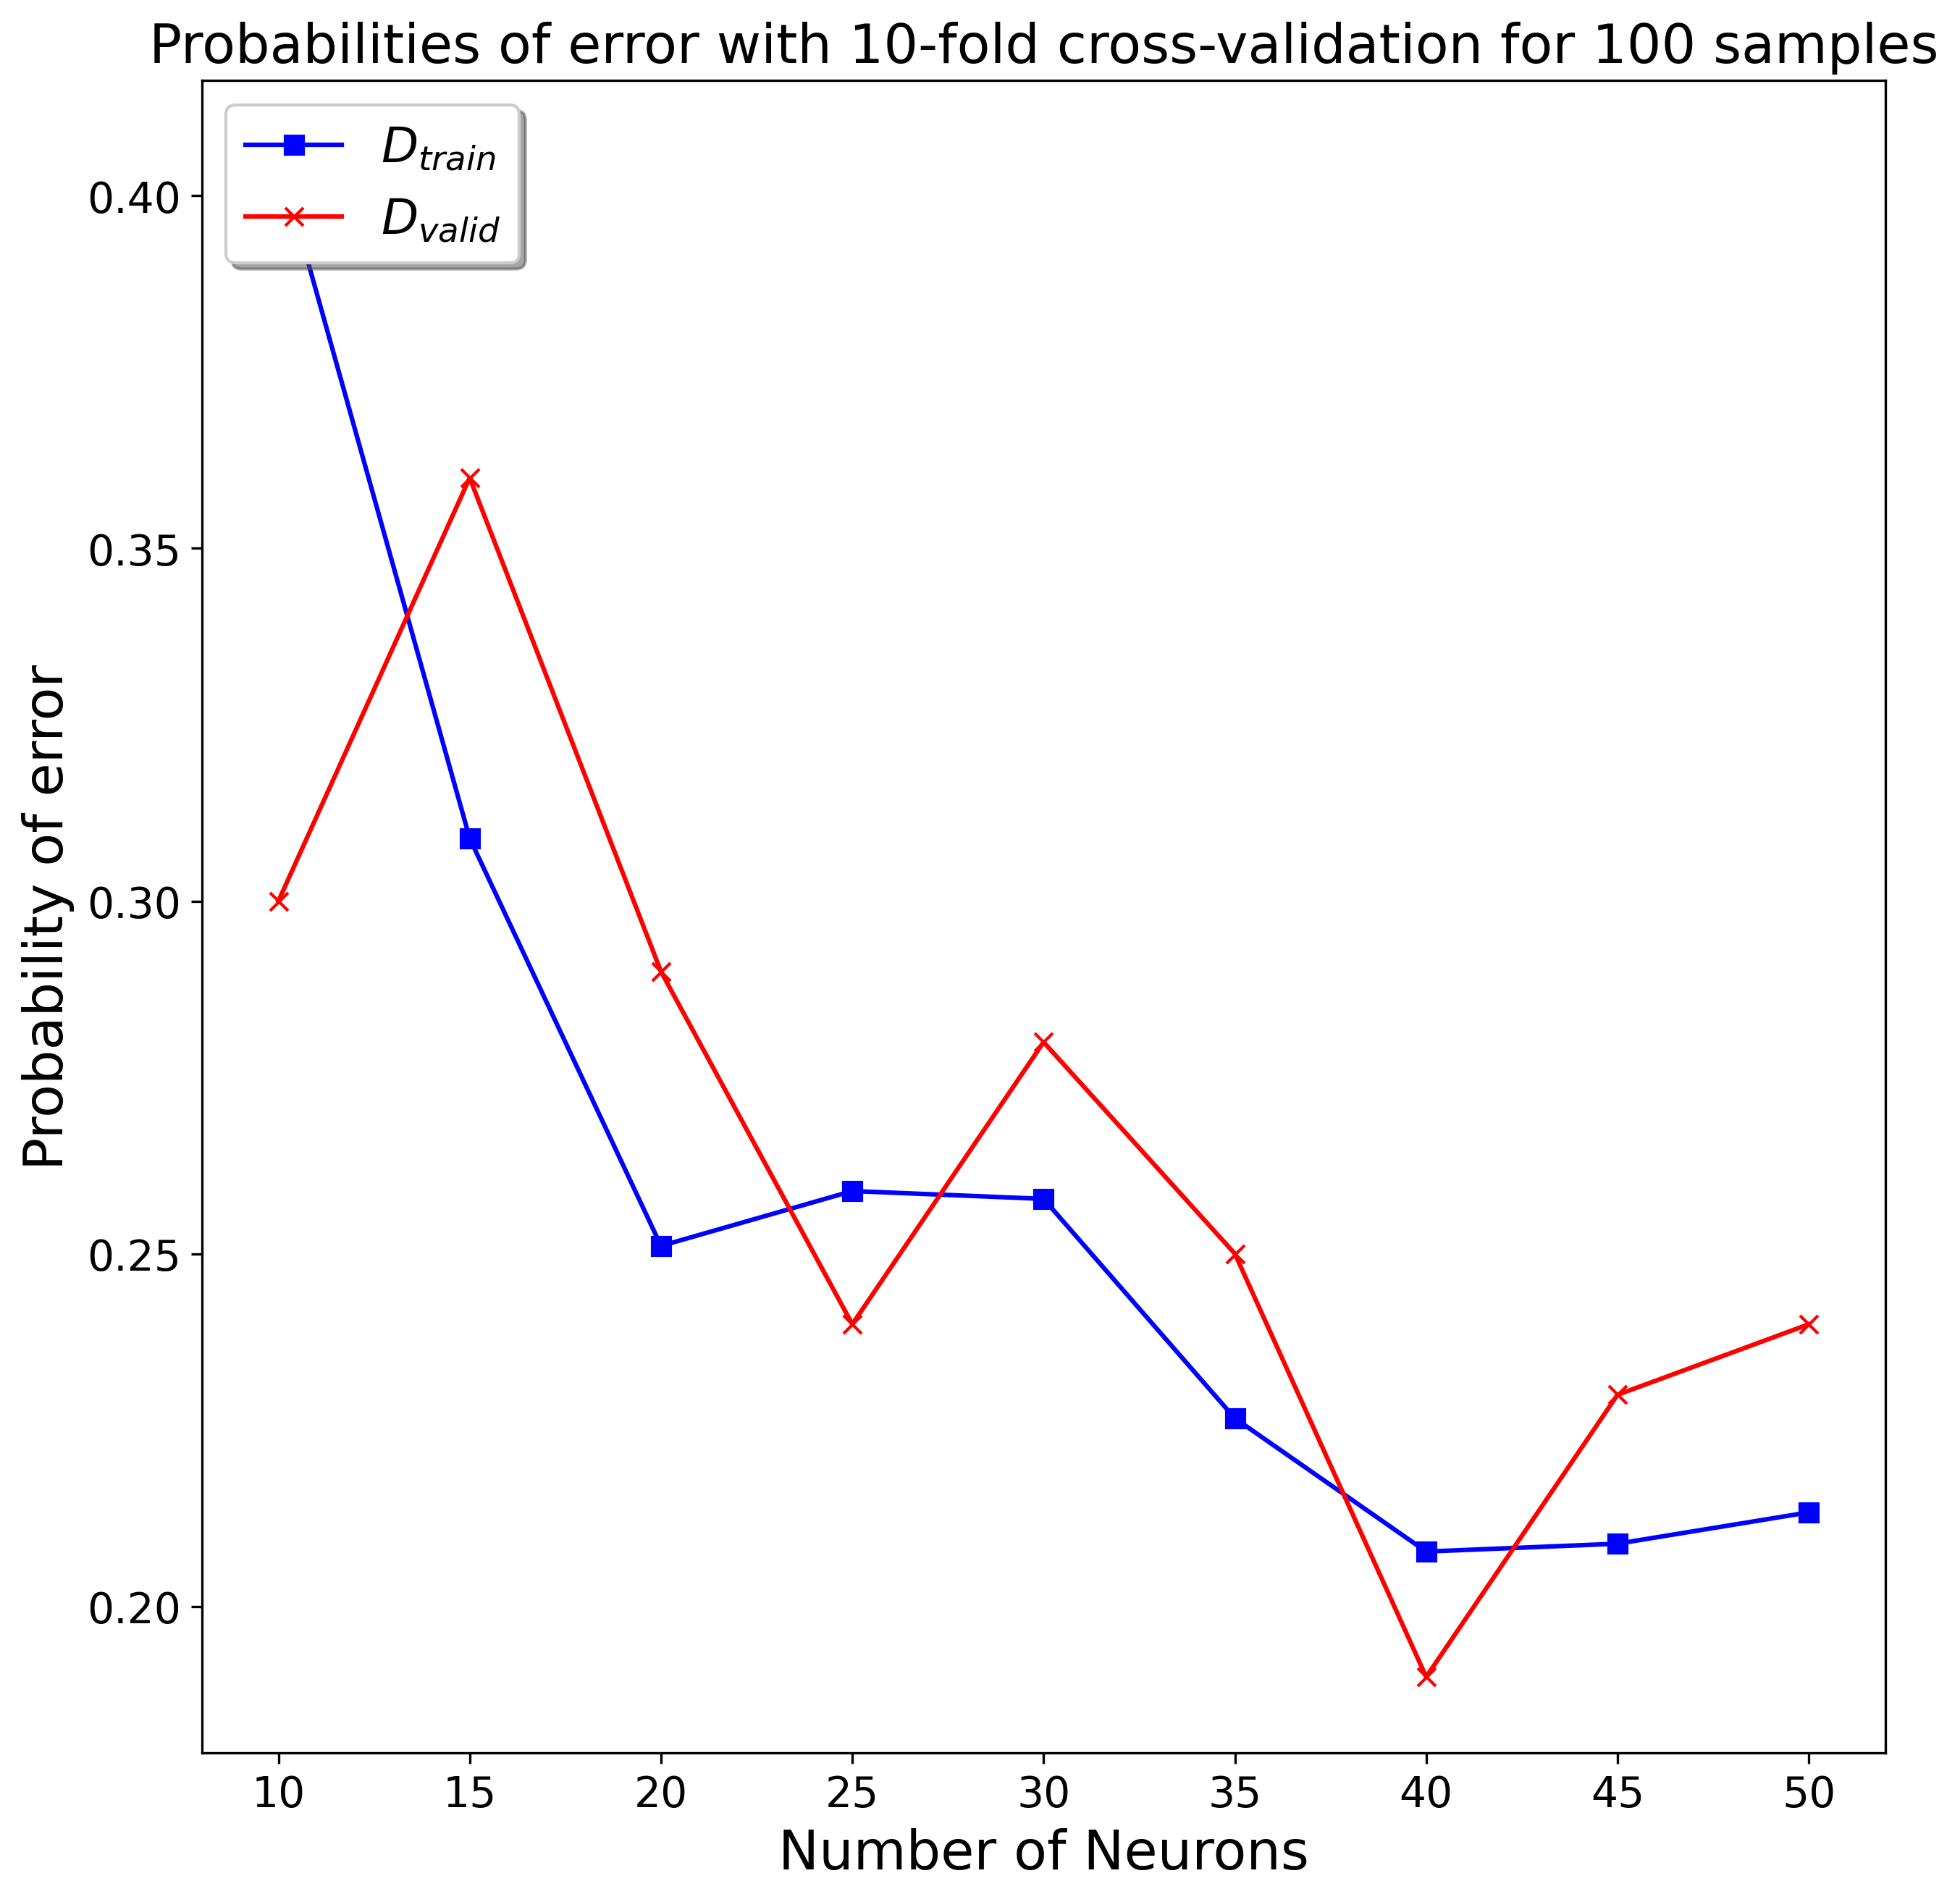 Probabilities of error with 10-fold cross-validation for 100 samples
D_train
D_valid
0.40
0.35
0.30
0.25
0.20
Probability of error
10 15 20 25 30 35 40 45 50
Number of Neurons